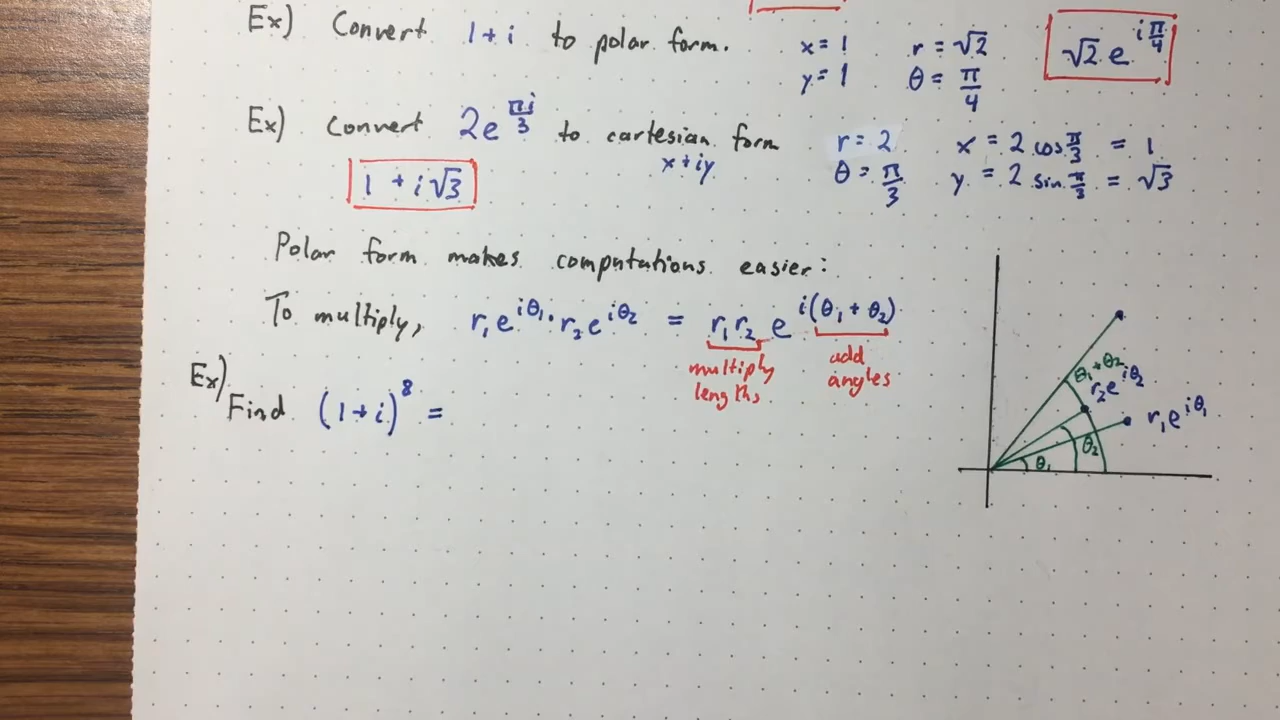 Ex) Convert 1+i to polar form. x=1 r=√2 √2 e^{i π/4}
y=1 θ= π/4
Ex) Convert 2e^{πi/3} to cartesian form r=2 x = 2 cos π/3 = 1
x+iy θ= π/3 y = 2 sin π/3 = √3
1 + i√3
Polar form makes computations easier:
To multiply, r₁e^{iθ₁}·r₂e^{iθ₂} = r₁r₂ e^{i(θ₁+θ₂)}
multiply lengths
add angles
Ex)
Find (1+i)^8 =
θ₁+θ₂
r₂e^{iθ₂}
r₁e^{iθ₁}
θ₂
θ₁